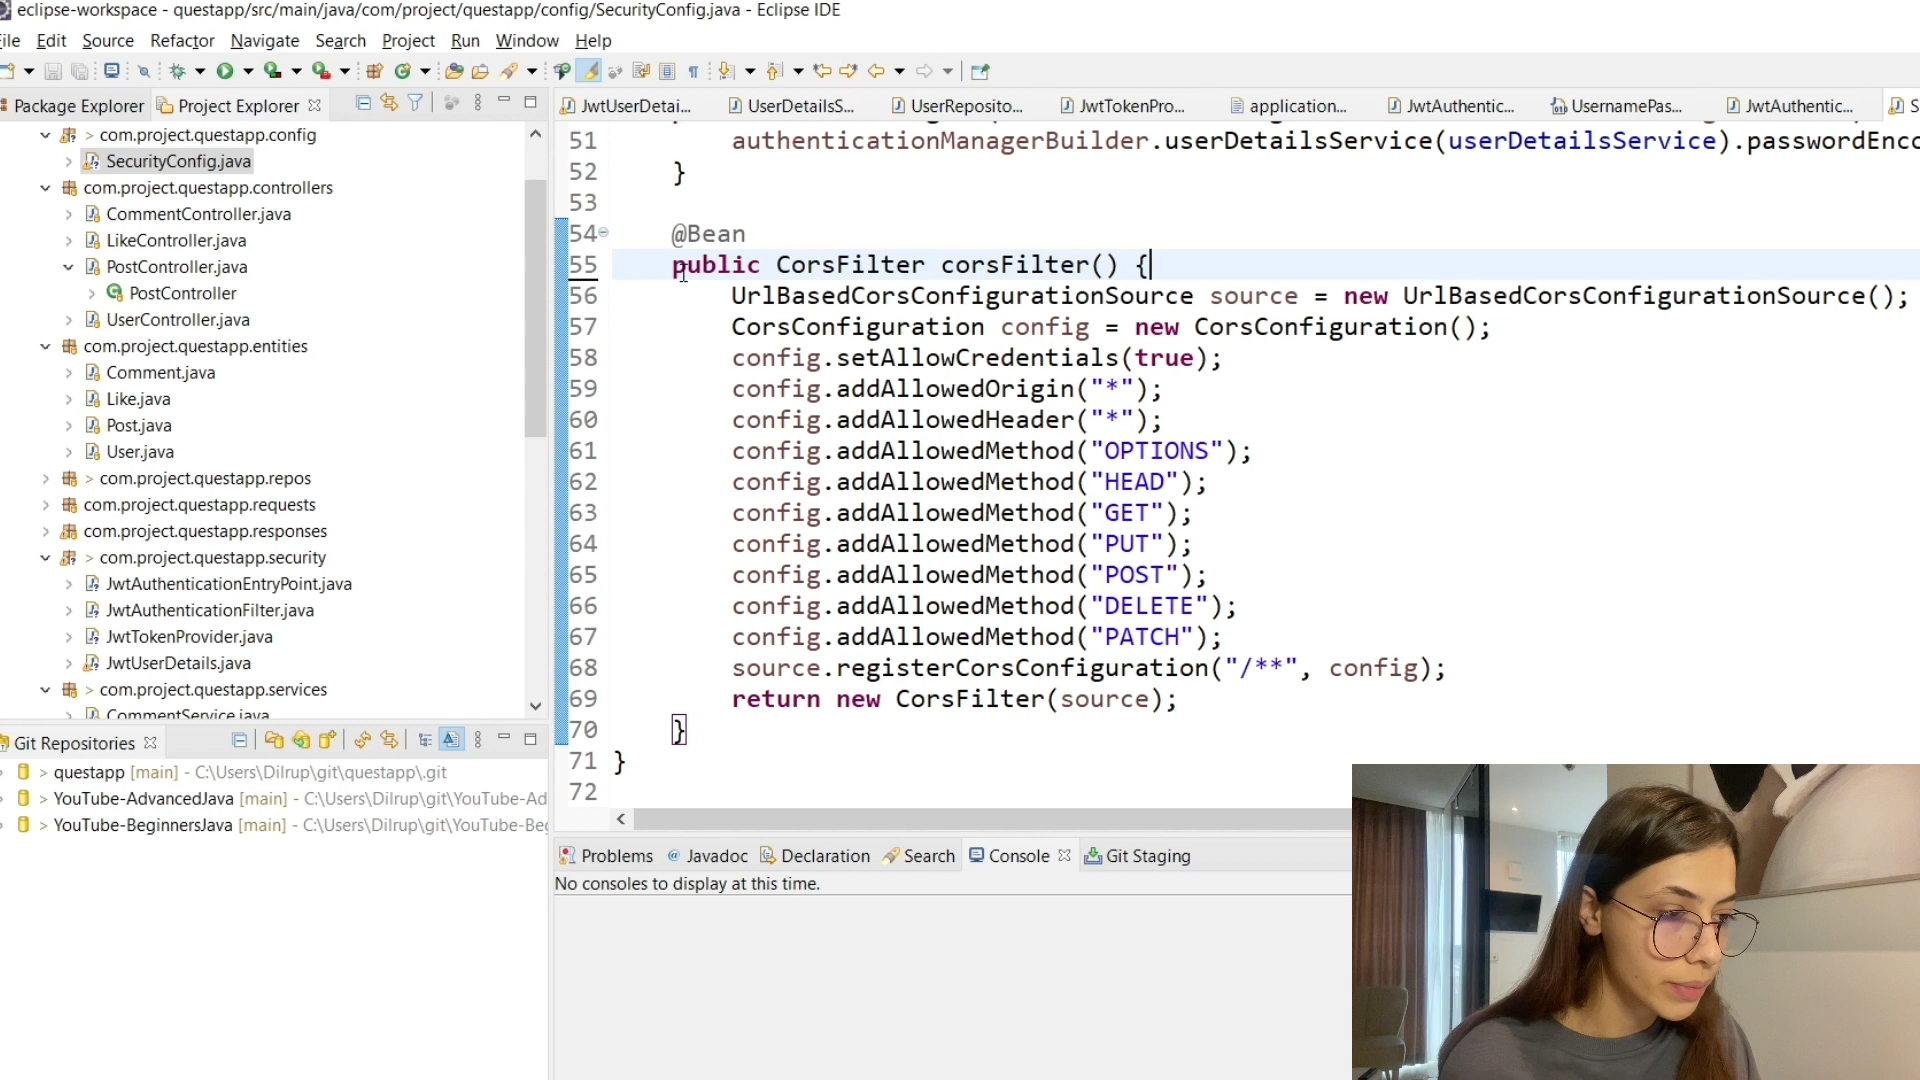 eclipse-workspace - questapp/src/main/java/com/project/questapp/config/SecurityConfig.java - Eclipse IDE
File Edit Source Refactor Navigate Search Project Run Window Help
Package Explorer Project Explorer
> com.project.questapp.config
SecurityConfig.java
com.project.questapp.controllers
CommentController.java
LikeController.java
PostController.java
PostController
UserController.java
com.project.questapp.entities
Comment.java
Like.java
Post.java
User.java
> com.project.questapp.repos
com.project.questapp.requests
com.project.questapp.responses
> com.project.questapp.security
JwtAuthenticationEntryPoint.java
JwtAuthenticationFilter.java
JwtTokenProvider.java
JwtUserDetails.java
> com.project.questapp.services
CommentService.java
Git Repositories
> questapp [main] - C:\Users\Dilrup\git\questapp\.git
> YouTube-AdvancedJava [main] - C:\Users\Dilrup\git\YouTube-Ad
> YouTube-BeginnersJava [main] - C:\Users\Dilrup\git\YouTube-Be
JwtUserDetai... UserDetailsS... UserReposito... JwtTokenPro... application... JwtAuthentic... UsernamePas... JwtAuthentic... S
51 authenticationManagerBuilder.userDetailsService(userDetailsService).passwordEnco
52 }
53
54 @Bean
55 public CorsFilter corsFilter() {
56 UrlBasedCorsConfigurationSource source = new UrlBasedCorsConfigurationSource();
57 CorsConfiguration config = new CorsConfiguration();
58 config.setAllowCredentials(true);
59 config.addAllowedOrigin("*");
60 config.addAllowedHeader("*");
61 config.addAllowedMethod("OPTIONS");
62 config.addAllowedMethod("HEAD");
63 config.addAllowedMethod("GET");
64 config.addAllowedMethod("PUT");
65 config.addAllowedMethod("POST");
66 config.addAllowedMethod("DELETE");
67 config.addAllowedMethod("PATCH");
68 source.registerCorsConfiguration("/**", config);
69 return new CorsFilter(source);
70 }
71 }
72
Problems Javadoc Declaration Search Console Git Staging
No consoles to display at this time.